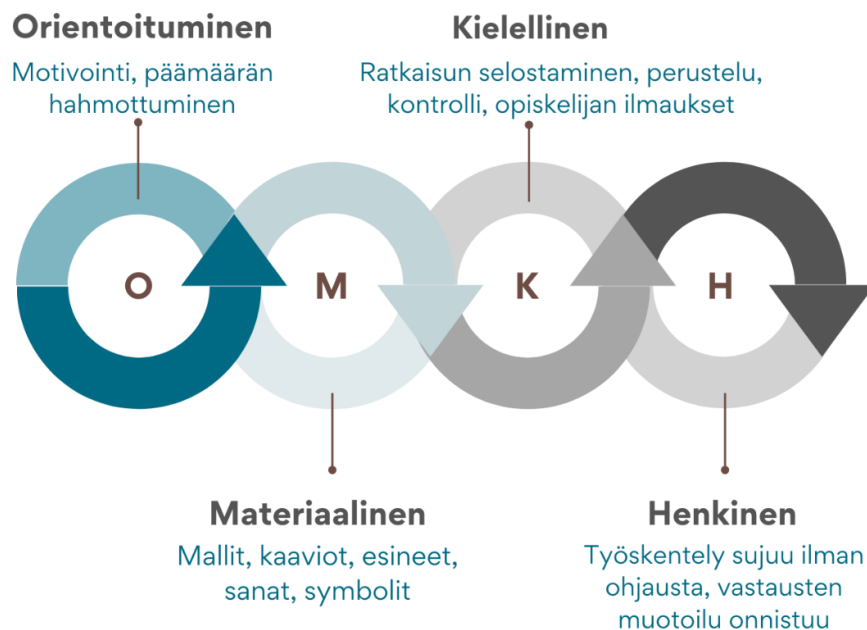 Orientoituminen
Motivointi, päämäärän
hahmottuminen
Kielellinen
Ratkaisun selostaminen, perustelu,
kontrolli, opiskelijan ilmaukset
O
M
K
H
Materiaalinen
Mallit, kaaviot, esineet,
sanat, symbolit
Henkinen
Työskentely sujuu ilman
ohjausta, vastausten
muotoilu onnistuu